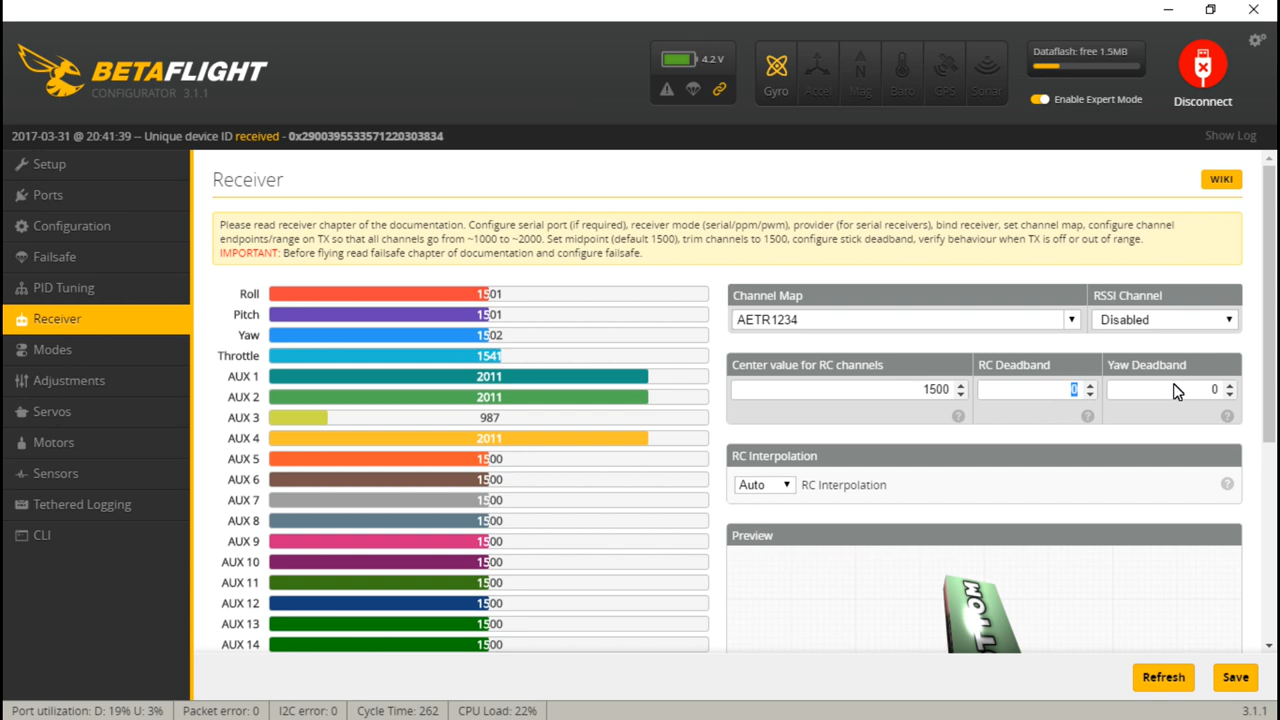 BETAFLIGHT
CONFIGURATOR 3.1.1
4.2 V
Gyro
Accel
Mag
Baro
GPS
Sonar
Dataflash: free 1.5MB
Enable Expert Mode
Disconnect
2017-03-31 @ 20:41:39 -- Unique device ID received - 0x2900395533571220303834
Show Log
Setup
Ports
Configuration
Failsafe
PID Tuning
Receiver
Modes
Adjustments
Servos
Motors
Sensors
Tethered Logging
CLI
Receiver
WIKI
Please read receiver chapter of the documentation. Configure serial port (if required), receiver mode (serial/ppm/pwm), provider (for serial receivers), bind receiver, set channel map, configure channel
endpoints/range on TX so that all channels go from ~1000 to ~2000. Set midpoint (default 1500), trim channels to 1500, configure stick deadband, verify behaviour when TX is off or out of range.
IMPORTANT: Before flying read failsafe chapter of documentation and configure failsafe.
Roll 1501
Pitch 1501
Yaw 1502
Throttle 1541
AUX 1 2011
AUX 2 2011
AUX 3 987
AUX 4 2011
AUX 5 1500
AUX 6 1500
AUX 7 1500
AUX 8 1500
AUX 9 1500
AUX 10 1500
AUX 11 1500
AUX 12 1500
AUX 13 1500
AUX 14 1500
Channel Map
RSSI Channel
AETR1234
Disabled
Center value for RC channels
RC Deadband
Yaw Deadband
1500
0
0
RC Interpolation
Auto
RC Interpolation
Preview
Refresh
Save
Port utilization: D: 19% U: 3%
Packet error: 0
I2C error: 0
Cycle Time: 262
CPU Load: 22%
3.1.1